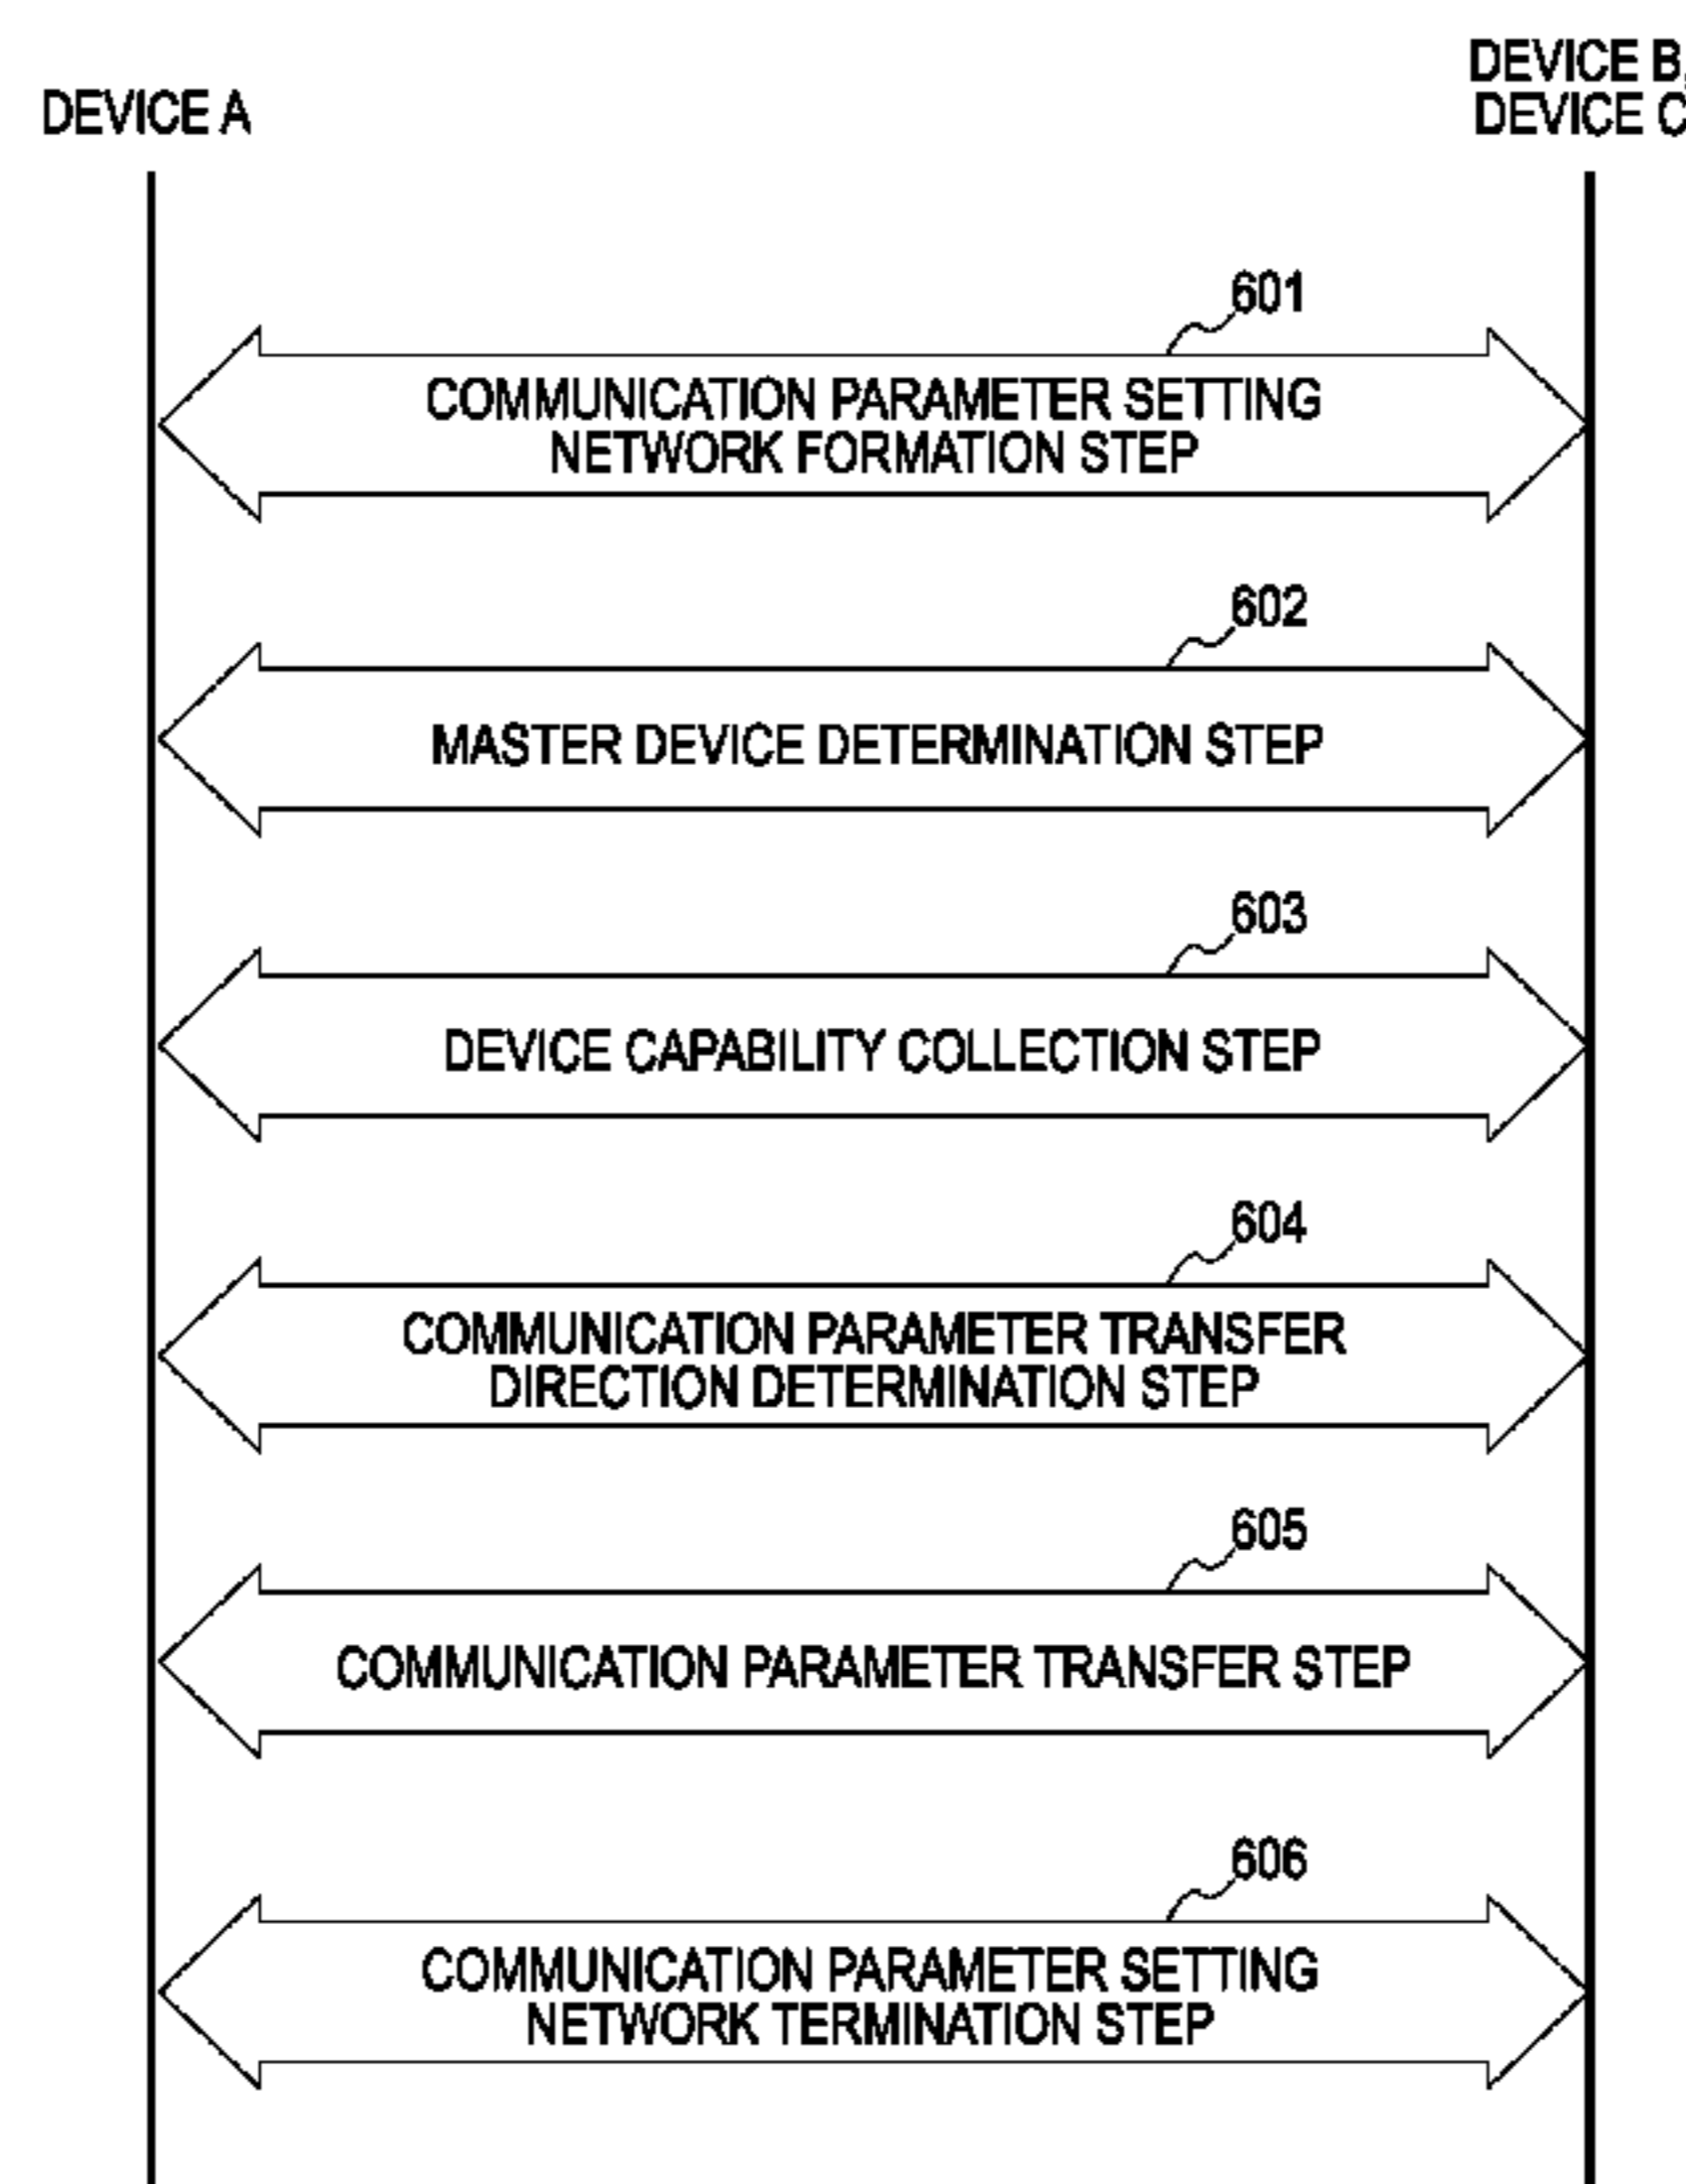 DEVICE A
DEVICE B,
DEVICE C
601
COMMUNICATION PARAMETER SETTING
NETWORK FORMATION STEP
602
MASTER DEVICE DETERMINATION STEP
603
DEVICE CAPABILITY COLLECTION STEP
604
COMMUNICATION PARAMETER TRANSFER
DIRECTION DETERMINATION STEP
605
COMMUNICATION PARAMETER TRANSFER STEP
606
COMMUNICATION PARAMETER SETTING
NETWORK TERMINATION STEP